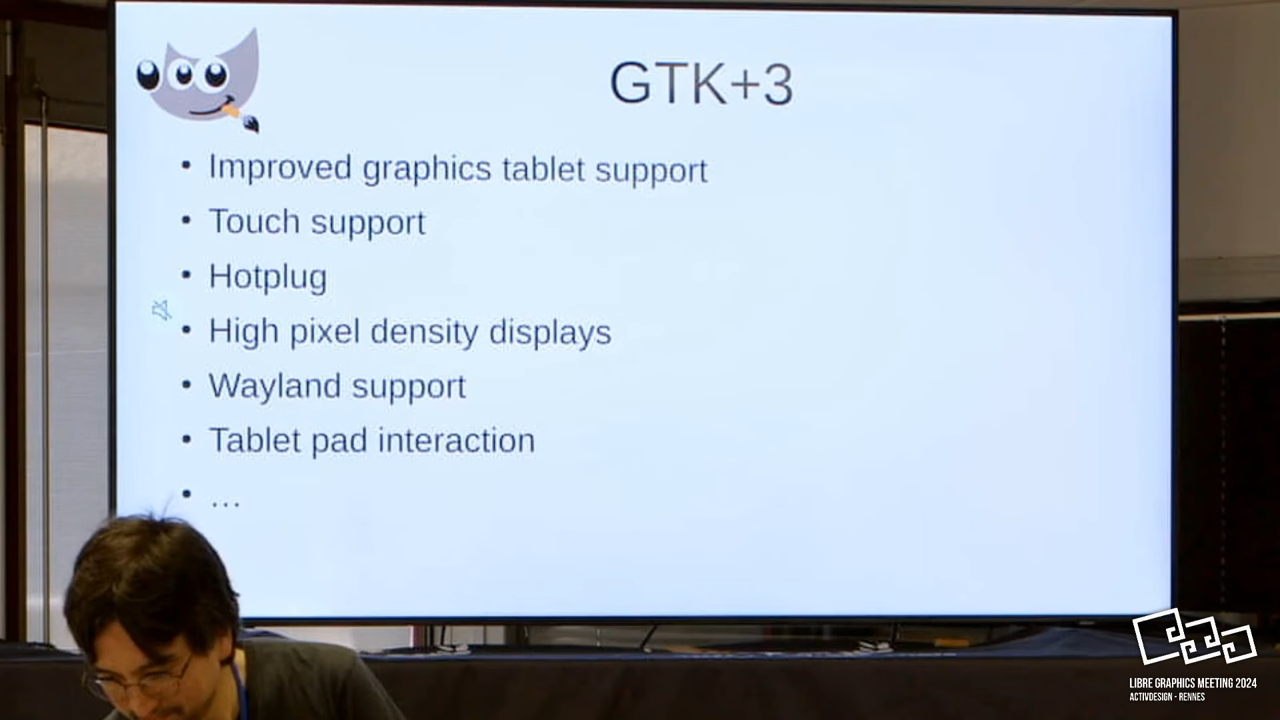 GTK+3
• Improved graphics tablet support
• Touch support
• Hotplug
• High pixel density displays
• Wayland support
• Tablet pad interaction
• ...
LIBRE GRAPHICS MEETING 2024
ACTIVDESIGN - RENNES